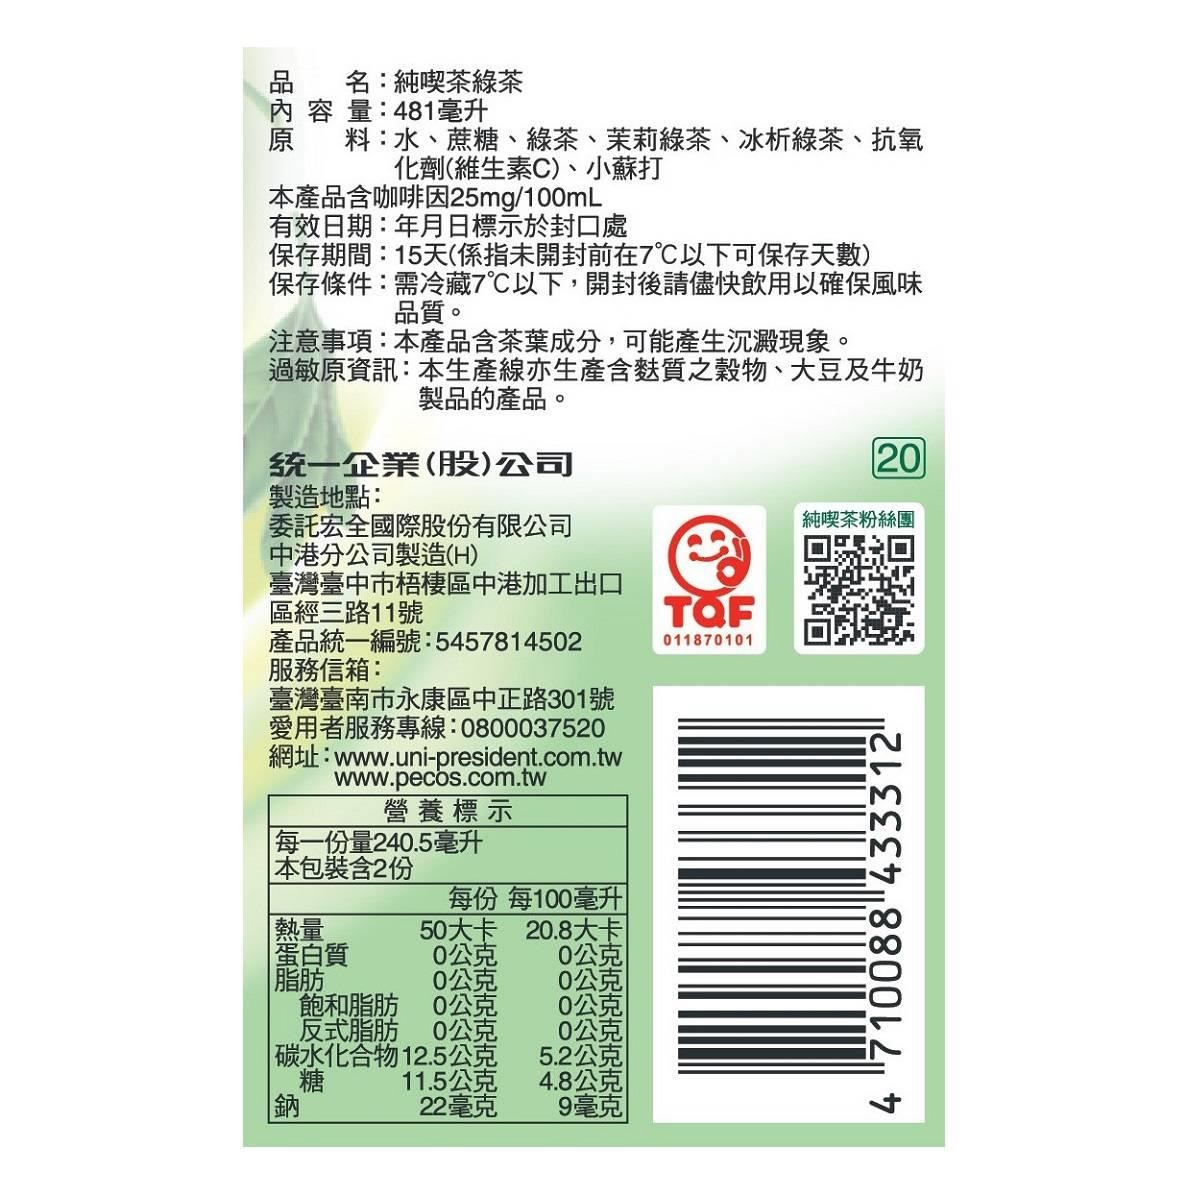 品　　名：純喫茶綠茶
內 容 量：481毫升
原　　料：水、蔗糖、綠茶、茉莉綠茶、冰析綠茶、抗氧
化劑(維生素C)、小蘇打
本產品含咖啡因25mg/100mL
有效日期：年月日標示於封口處
保存期間：15天(係指未開封前在7℃以下可保存天數)
保存條件：需冷藏7℃以下，開封後請儘快飲用以確保風味
品質。
注意事項：本產品含茶葉成分，可能產生沉澱現象。
過敏原資訊：本生產線亦生產含麩質之穀物、大豆及牛奶
製品的產品。
統一企業(股)公司
20
製造地點：
委託宏全國際股份有限公司
中港分公司製造(H)
臺灣臺中市梧棲區中港加工出口
區經三路11號
產品統一編號：5457814502
服務信箱：
臺灣臺南市永康區中正路301號
愛用者服務專線：0800037520
網址：www.uni-president.com.tw
www.pecos.com.tw
TQF
011870101
純喫茶粉絲團
營養標示
每一份量240.5毫升
本包裝含2份
每份 每100毫升
熱量 50大卡 20.8大卡
蛋白質 0公克 0公克
脂肪 0公克 0公克
飽和脂肪 0公克 0公克
反式脂肪 0公克 0公克
碳水化合物 12.5公克 5.2公克
糖 11.5公克 4.8公克
鈉 22毫克 9毫克
4 710088 433312